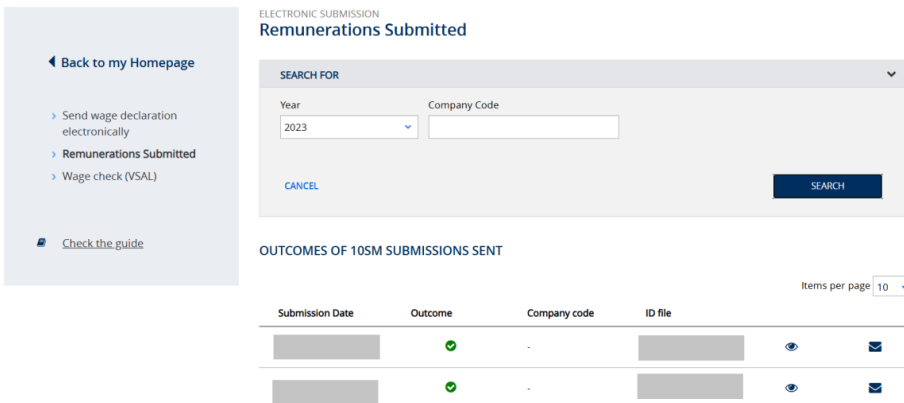 ELECTRONIC SUBMISSION
Remunerations Submitted
Back to my Homepage
Send wage declaration
electronically
Remunerations Submitted
Wage check (VSAL)
Check the guide
SEARCH FOR
Year Company Code
2023
CANCEL SEARCH
OUTCOMES OF 10SM SUBMISSIONS SENT
Items per page 10
Submission Date Outcome Company code ID file
-
-